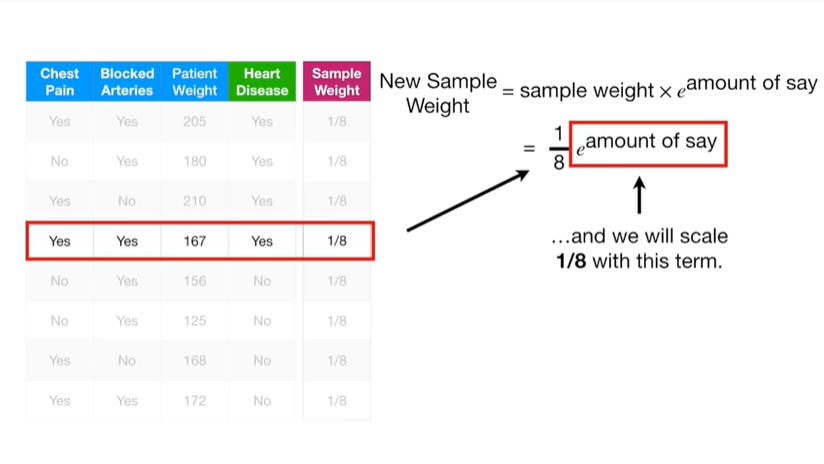 Chest Pain Blocked Arteries Patient Weight Heart Disease Sample Weight
Yes Yes 205 Yes 1/8
No Yes 180 Yes 1/8
Yes No 210 Yes 1/8
Yes Yes 167 Yes 1/8
No Yes 156 No 1/8
No Yes 125 No 1/8
Yes No 168 No 1/8
Yes Yes 172 No 1/8
New Sample Weight = sample weight × e^amount of say
= 1/8 e^amount of say
...and we will scale
1/8 with this term.